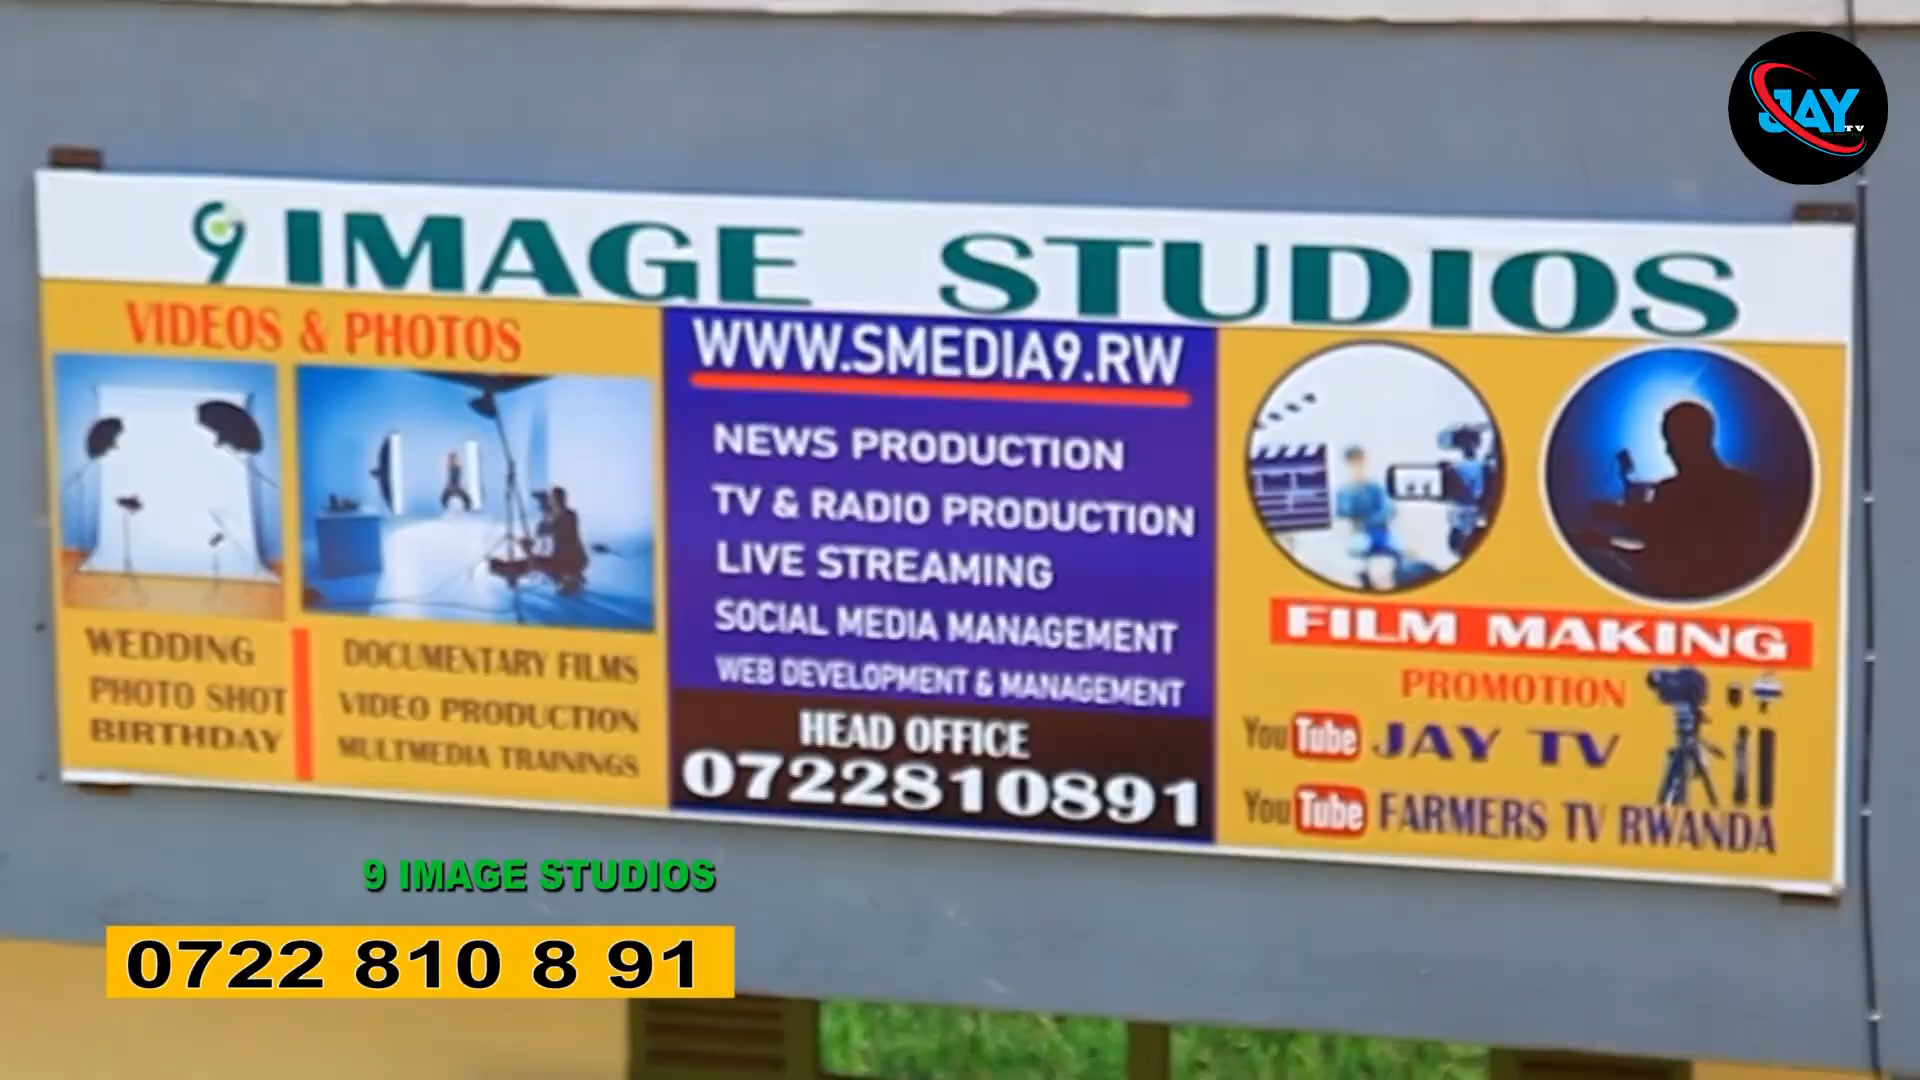 JAY TV
9 IMAGE STUDIOS
VIDEOS & PHOTOS
WEDDING
PHOTO SHOT
BIRTHDAY
DOCUMENTARY FILMS
VIDEO PRODUCTION
MULTMEDIA TRAININGS
WWW.SMEDIA9.RW
NEWS PRODUCTION
TV & RADIO PRODUCTION
LIVE STREAMING
SOCIAL MEDIA MANAGEMENT
WEB DEVELOPMENT & MANAGEMENT
HEAD OFFICE
0722810891
FILM MAKING
PROMOTION
YouTube JAY TV
YouTube FARMERS TV RWANDA
9 IMAGE STUDIOS
0722 810 8 91